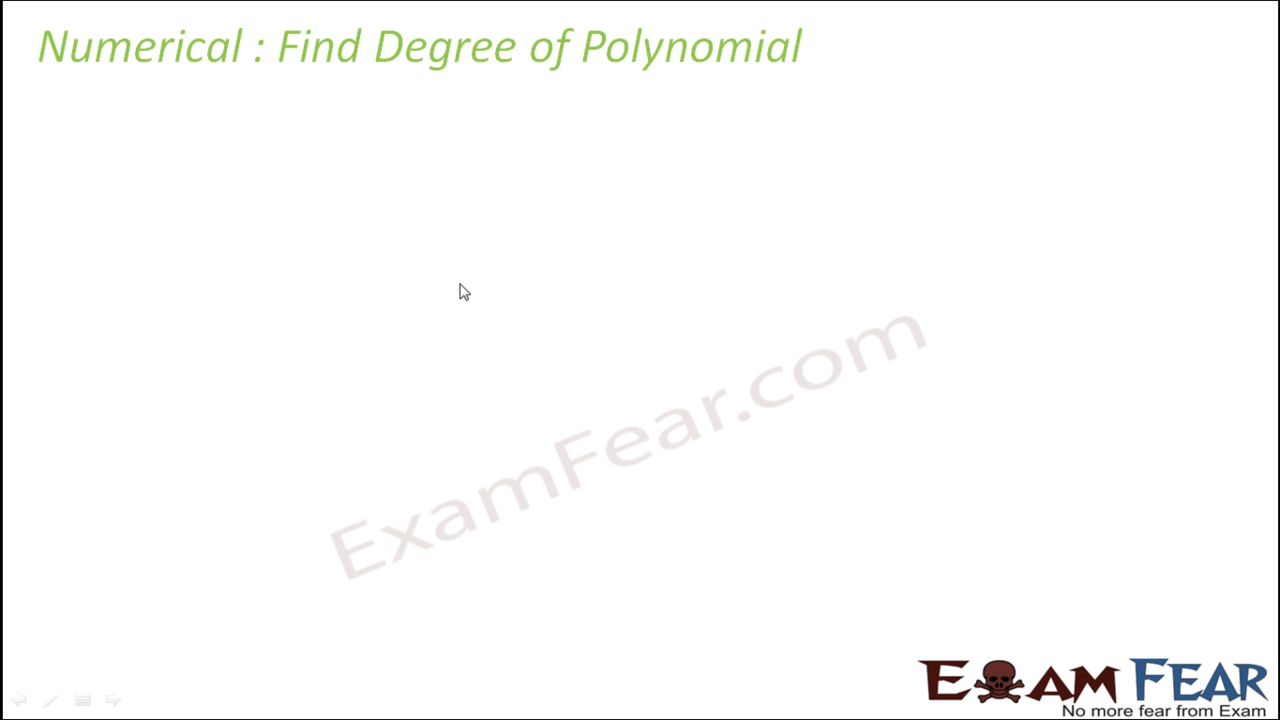 Numerical : Find Degree of Polynomial
ExamFear.com
EXAM FEAR
No more fear from Exam